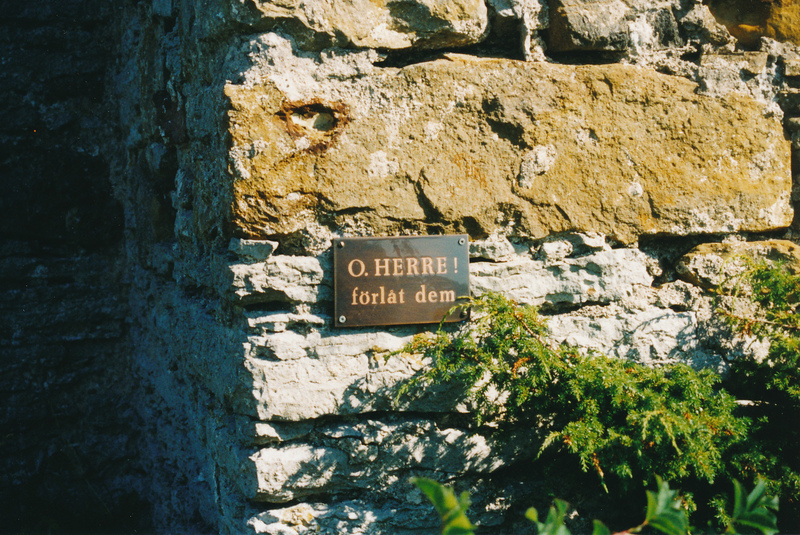 O. HERRE!
förlåt dem